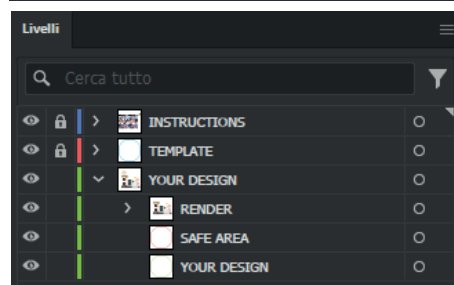 Livelli
Cerca tutto
INSTRUCTIONS
TEMPLATE
YOUR DESIGN
RENDER
SAFE AREA
YOUR DESIGN